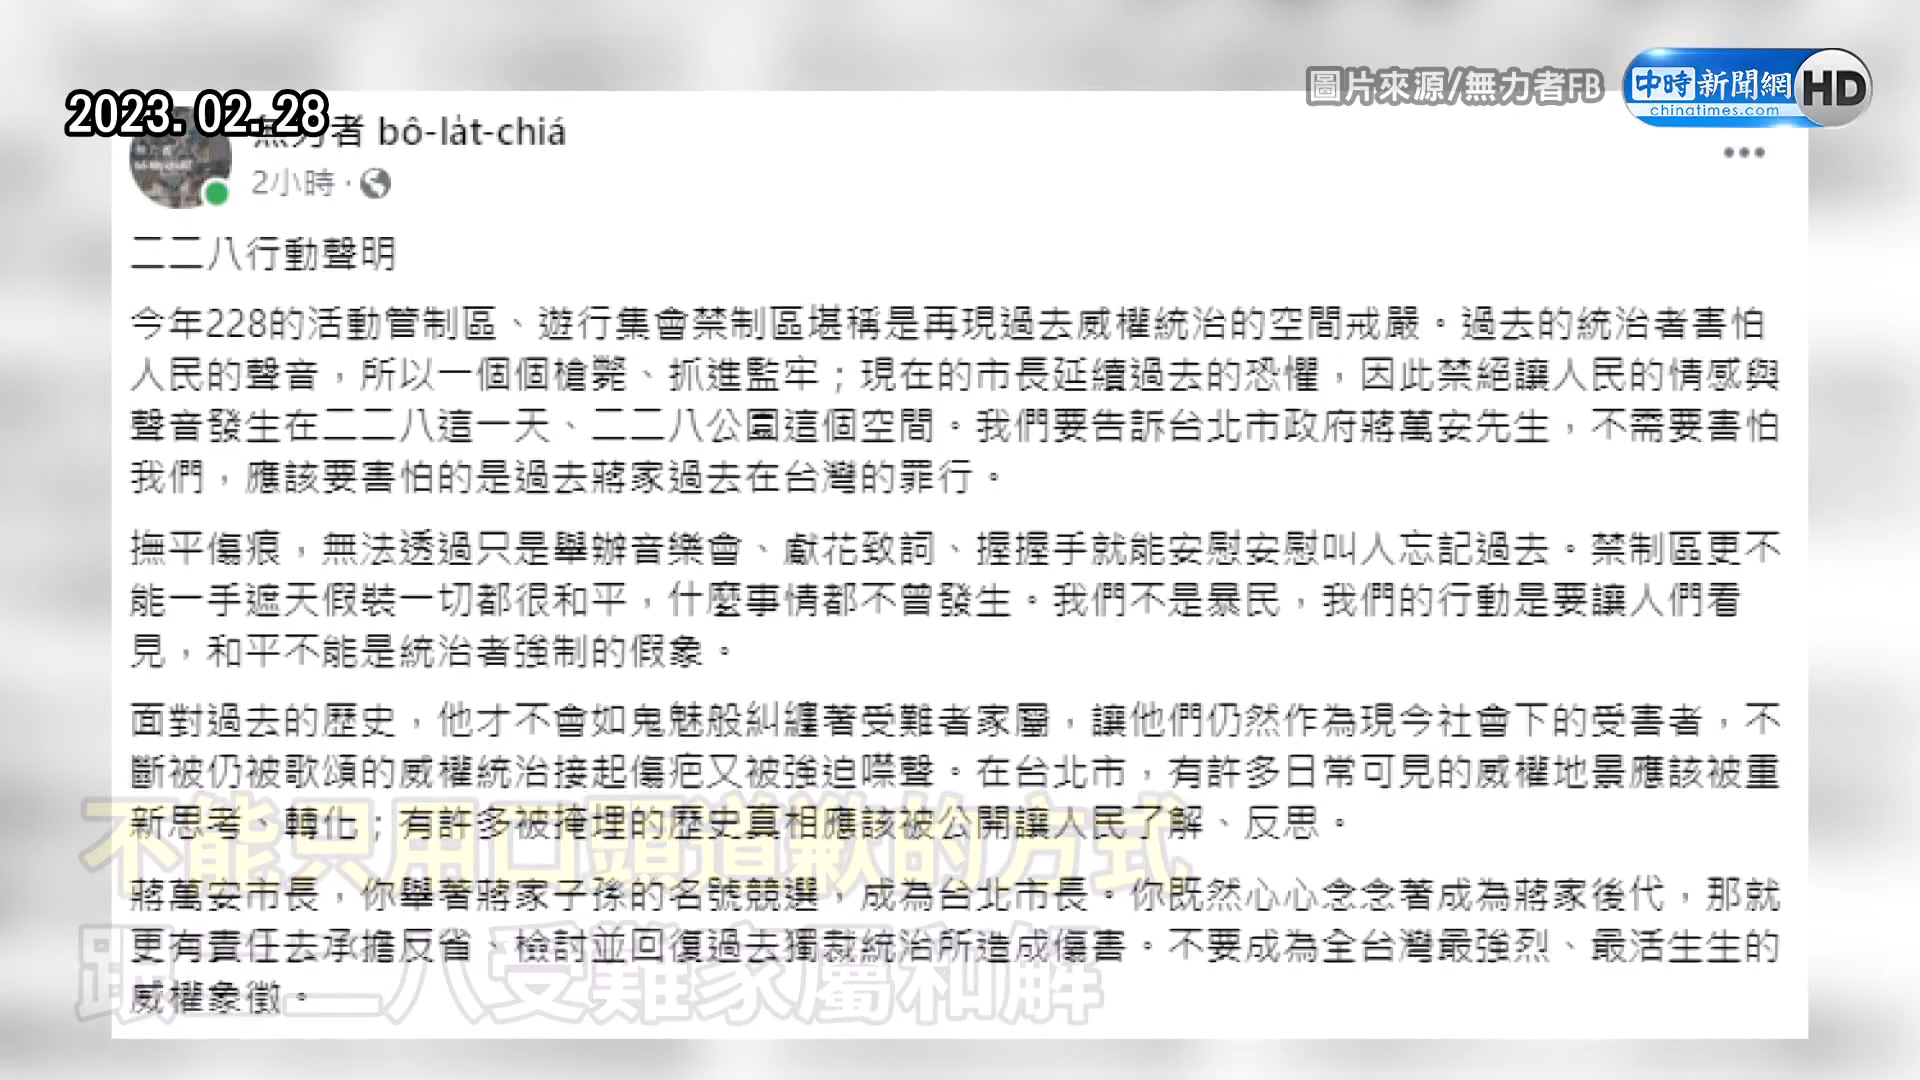 圖片來源/無力者FB
中時新聞網HD
chinatimes.com
2023.02.28
無力者 bô-la̍t-chiá
2小時
二二八行動聲明
今年228的活動管制區、遊行集會禁制區堪稱是再現過去威權統治的空間戒嚴。過去的統治者害怕
人民的聲音，所以一個個槍斃、抓進監牢；現在的市長延續過去的恐懼，因此禁絕讓人民的情感與
聲音發生在二二八這一天、二二八公園這個空間。我們要告訴台北市政府蔣萬安先生，不需要害怕
我們，應該要害怕的是過去蔣家過去在台灣的罪行。
撫平傷痕，無法透過只是舉辦音樂會、獻花致詞、握握手就能安慰安慰叫人忘記過去。禁制區更不
能一手遮天假裝一切都很和平，什麼事情都不曾發生。我們不是暴民，我們的行動是要讓人們看
見，和平不能是統治者強制的假象。
面對過去的歷史，他才不會如鬼魅般糾纏著受難者家屬，讓他們仍然作為現今社會下的受害者，不
斷被仍被歌頌的威權統治接起傷疤又被強迫噤聲。在台北市，有許多日常可見的威權地景應該被重
新思考、轉化；有許多被掩埋的歷史真相應該被公開讓人民了解、反思。
不能只用口頭道歉的方式
蔣萬安市長，你舉著蔣家子孫的名號競選，成為台北市長。你既然心心念念著成為蔣家後代，那就
更有責任去承擔反省、檢討並回復過去獨裁統治所造成傷害。不要成為全台灣最強烈、最活生生的
威權象徵。
跟二二八受難家屬和解